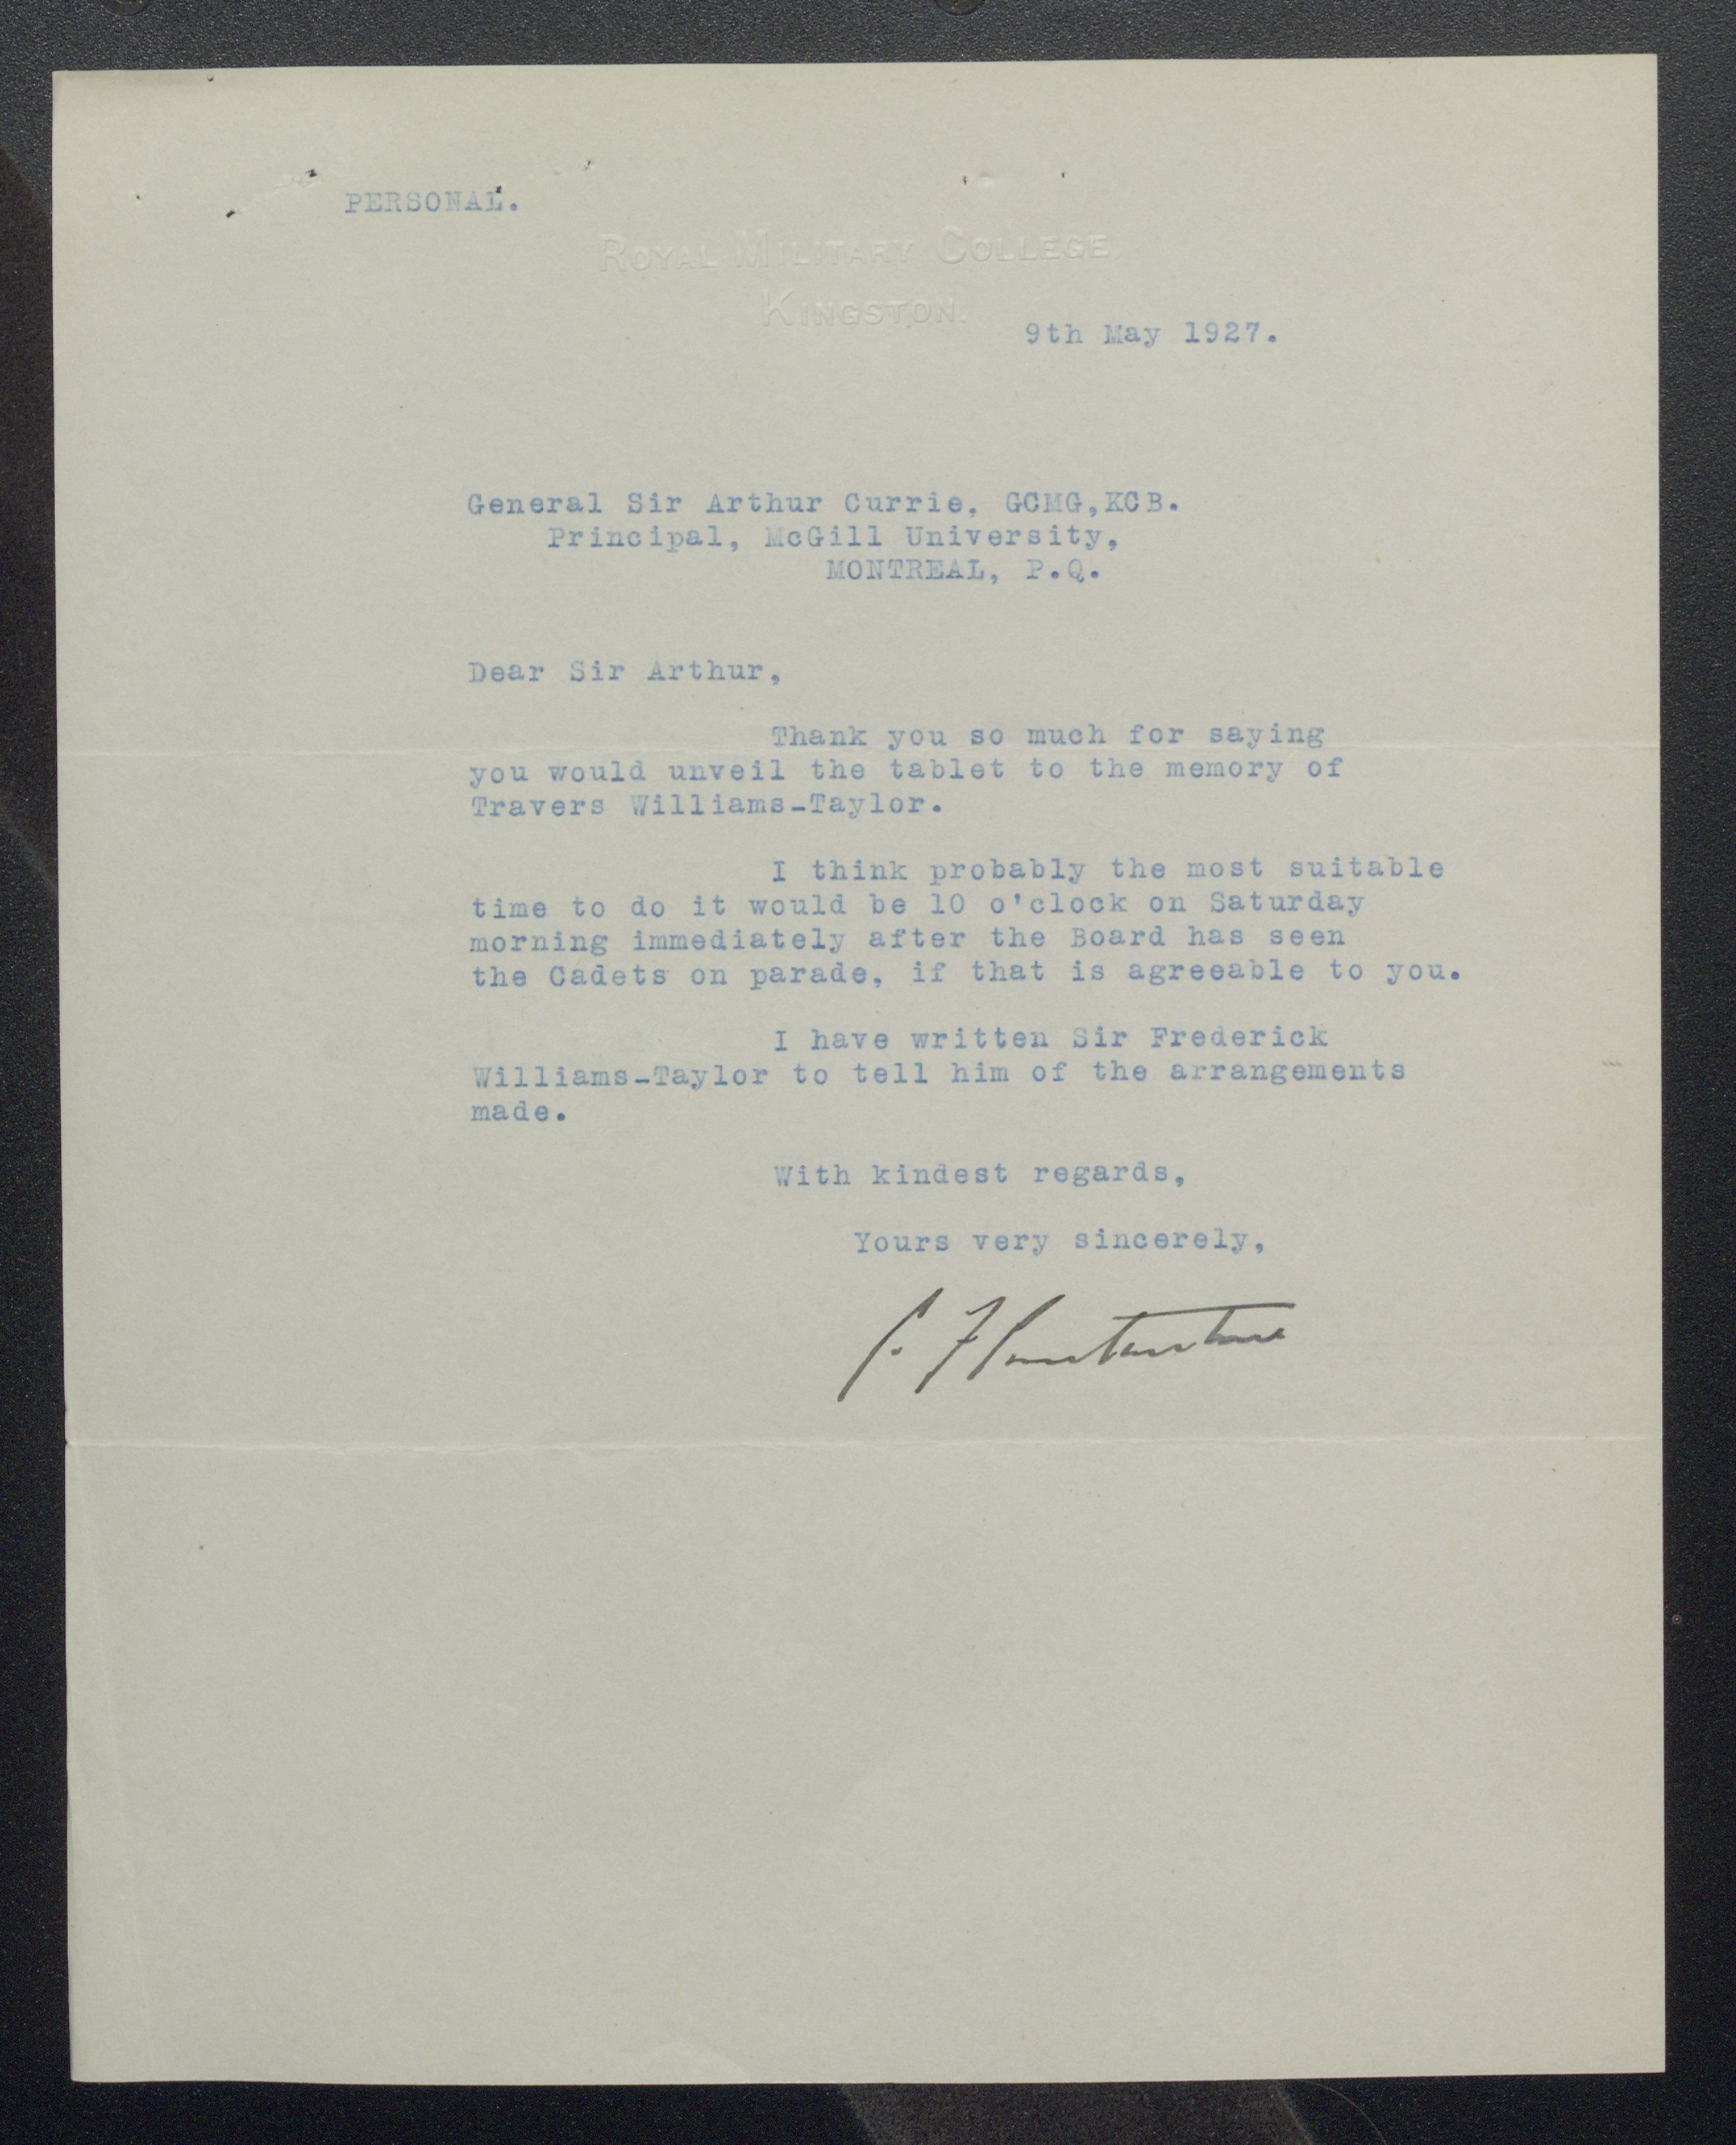 PERSONAL.
ROYAL MILITARY COLLEGE,
KINGSTON.
9th May 1927.
General Sir Arthur Currie, GCMG,KCB.
Principal, McGill University,
MONTREAL, P.Q.
Dear Sir Arthur,
Thank you so much for saying
you would unveil the tablet to the memory of
Travers Williams-Taylor.
I think probably the most suitable
time to do it would be 10 o'clock on Saturday
morning immediately after the Board has seen
the Cadets on parade, if that is agreeable to you.
I have written Sir Frederick
Williams-Taylor to tell him of the arrangements
made.
With kindest regards,
Yours very sincerely,
C. F Constantine